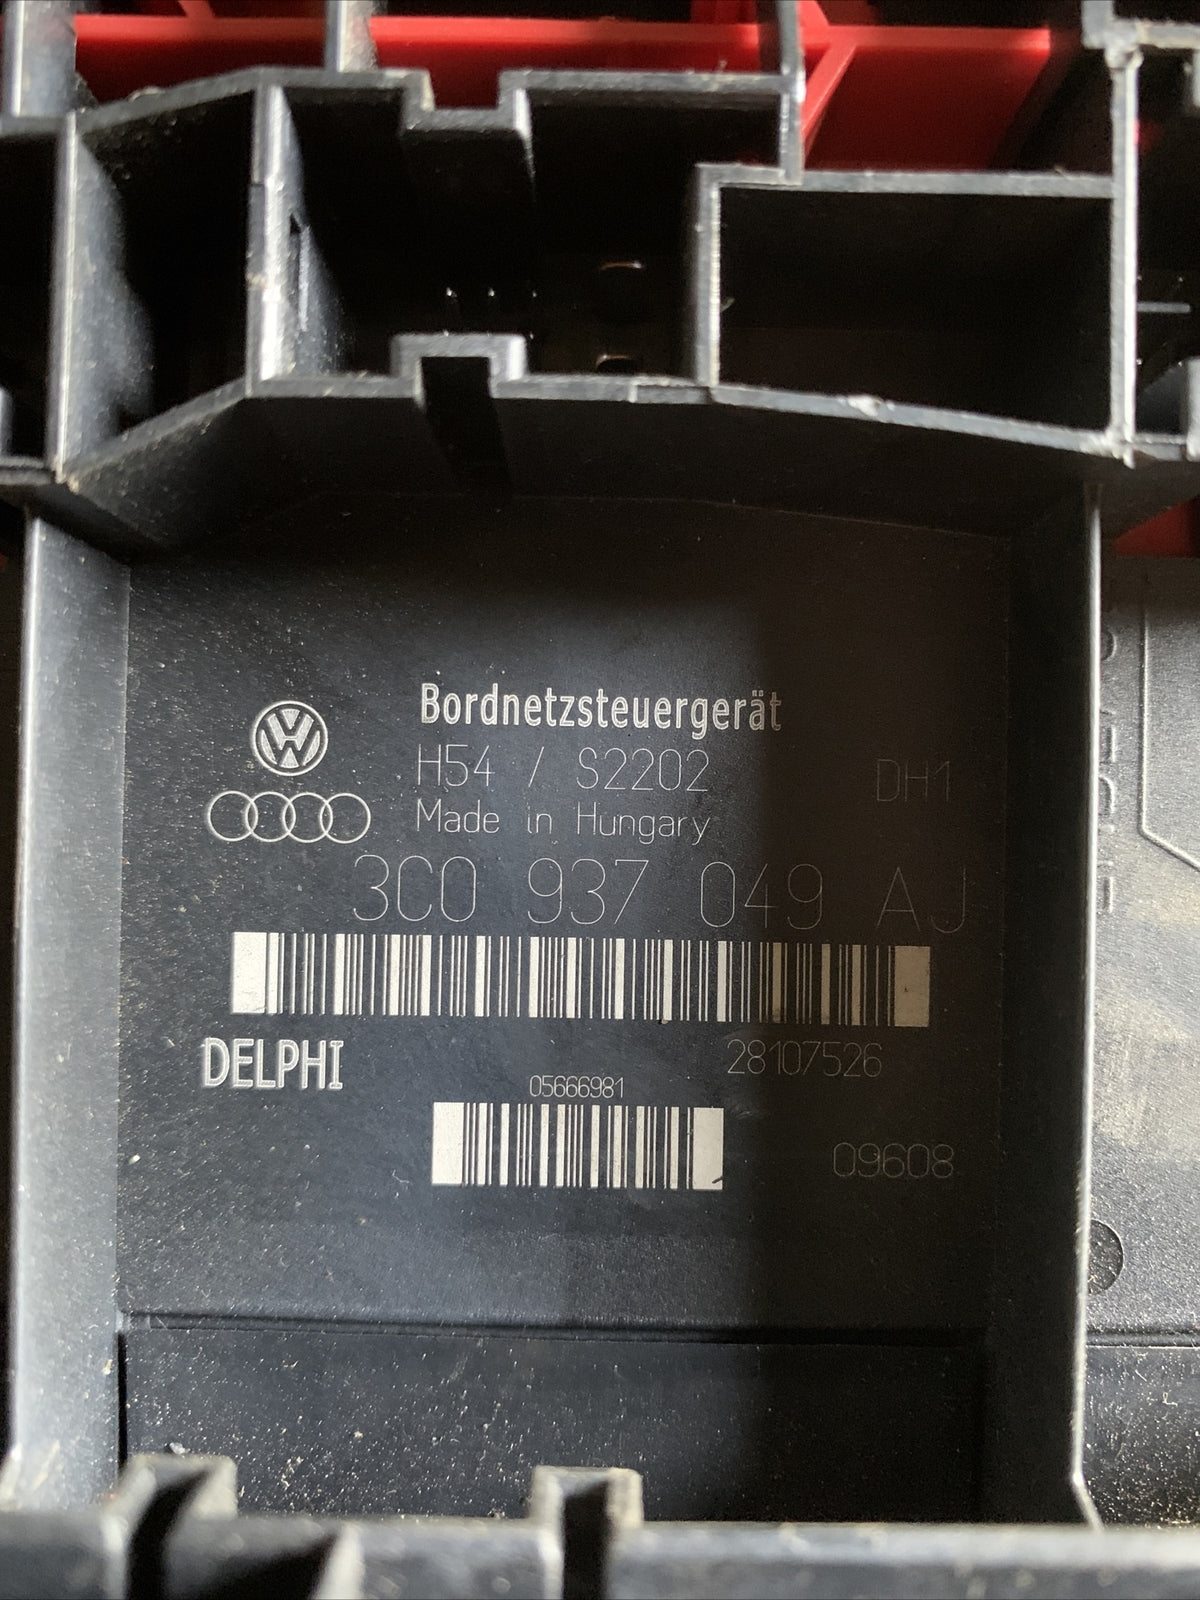 Bordnetzsteuergerät
H54 / S2202 DH1
Made in Hungary
3C0 937 049 AJ
DELPHI 28107526
05666981
09608